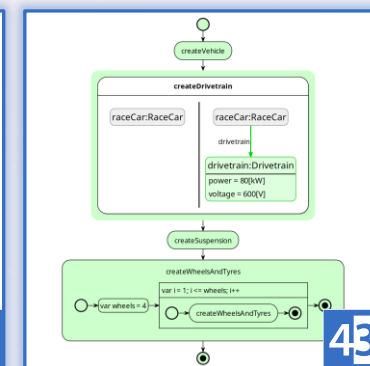 createVehicle
createDrivetrain
raceCar:RaceCar
raceCar:RaceCar
drivetrain
drivetrain:Drivetrain
power = 80[kW]
voltage = 600[V]
createSuspension
createWheelsAndTyres
var i = 1; i <= wheels; i++
var wheels = 4
createWheelsAndTyres
43